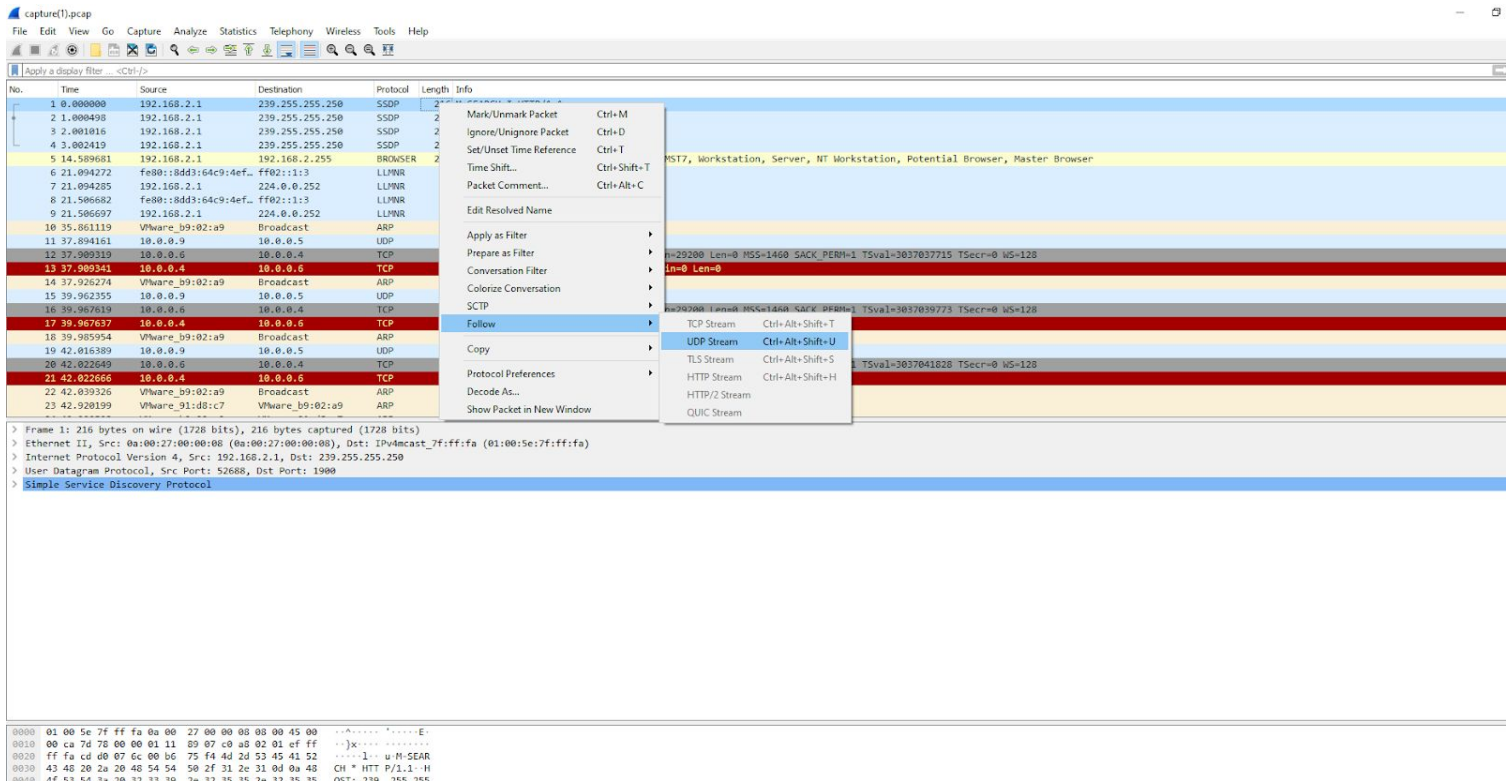 capture(1).pcap
File Edit View Go Capture Analyze Statistics Telephony Wireless Tools Help
Apply a display filter ... <Ctrl-/>
No. Time Source Destination Protocol Length Info
1 0.000000 192.168.2.1 239.255.255.250 SSDP
2 1.000498 192.168.2.1 239.255.255.250 SSDP 2
3 2.001016 192.168.2.1 239.255.255.250 SSDP 2
4 3.002419 192.168.2.1 239.255.255.250 SSDP 2
5 14.589681 192.168.2.1 192.168.2.255 BROWSER 2 MST7, Workstation, Server, NT Workstation, Potential Browser, Master Browser
6 21.094272 fe80::8dd3:64c9:4ef… ff02::1:3 LLMNR
7 21.094285 192.168.2.1 224.0.0.252 LLMNR
8 21.506682 fe80::8dd3:64c9:4ef… ff02::1:3 LLMNR
9 21.506697 192.168.2.1 224.0.0.252 LLMNR
10 35.861119 VMware_b9:02:a9 Broadcast ARP
11 37.894161 10.0.0.9 10.0.0.5 UDP
12 37.909319 10.0.0.6 10.0.0.4 TCP n=29200 Len=0 MSS=1460 SACK_PERM=1 TSval=3037037715 TSecr=0 WS=128
13 37.909341 10.0.0.4 10.0.0.6 TCP in=0 Len=0
14 37.926274 VMware_b9:02:a9 Broadcast ARP
15 39.962355 10.0.0.9 10.0.0.5 UDP
16 39.967619 10.0.0.6 10.0.0.4 TCP n=29200 Len=0 MSS=1460 SACK_PERM=1 TSval=3037039773 TSecr=0 WS=128
17 39.967637 10.0.0.4 10.0.0.6 TCP
18 39.985954 VMware_b9:02:a9 Broadcast ARP
19 42.016389 10.0.0.9 10.0.0.5 UDP
20 42.022649 10.0.0.6 10.0.0.4 TCP 1 TSval=3037041828 TSecr=0 WS=128
21 42.022666 10.0.0.4 10.0.0.6 TCP
22 42.039326 VMware_b9:02:a9 Broadcast ARP
23 42.920199 VMware_91:d8:c7 VMware_b9:02:a9 ARP
Mark/Unmark Packet Ctrl+M
Ignore/Unignore Packet Ctrl+D
Set/Unset Time Reference Ctrl+T
Time Shift... Ctrl+Shift+T
Packet Comment... Ctrl+Alt+C
Edit Resolved Name
Apply as Filter
Prepare as Filter
Conversation Filter
Colorize Conversation
SCTP
Follow
Copy
Protocol Preferences
Decode As...
Show Packet in New Window
TCP Stream Ctrl+Alt+Shift+T
UDP Stream Ctrl+Alt+Shift+U
TLS Stream Ctrl+Alt+Shift+S
HTTP Stream Ctrl+Alt+Shift+H
HTTP/2 Stream
QUIC Stream
Frame 1: 216 bytes on wire (1728 bits), 216 bytes captured (1728 bits)
Ethernet II, Src: 0a:00:27:00:00:08 (0a:00:27:00:00:08), Dst: IPv4mcast_7f:ff:fa (01:00:5e:7f:ff:fa)
Internet Protocol Version 4, Src: 192.168.2.1, Dst: 239.255.255.250
User Datagram Protocol, Src Port: 52688, Dst Port: 1900
Simple Service Discovery Protocol
0000 01 00 5e 7f ff fa 0a 00 27 00 00 08 08 00 45 00 ··^····· '·····E·
0010 00 ca 7d 78 00 00 01 11 89 07 c0 a8 02 01 ef ff ··}x···· ········
0020 ff fa cd d0 07 6c 00 b6 75 f4 4d 2d 53 45 41 52 ·····l·· u·M-SEAR
0030 43 48 20 2a 20 48 54 54 50 2f 31 2e 31 0d 0a 48 CH * HTT P/1.1··H
0040 4f 53 54 3a 20 32 33 39 2e 32 35 35 2e 32 35 35 OST: 239 .255.255